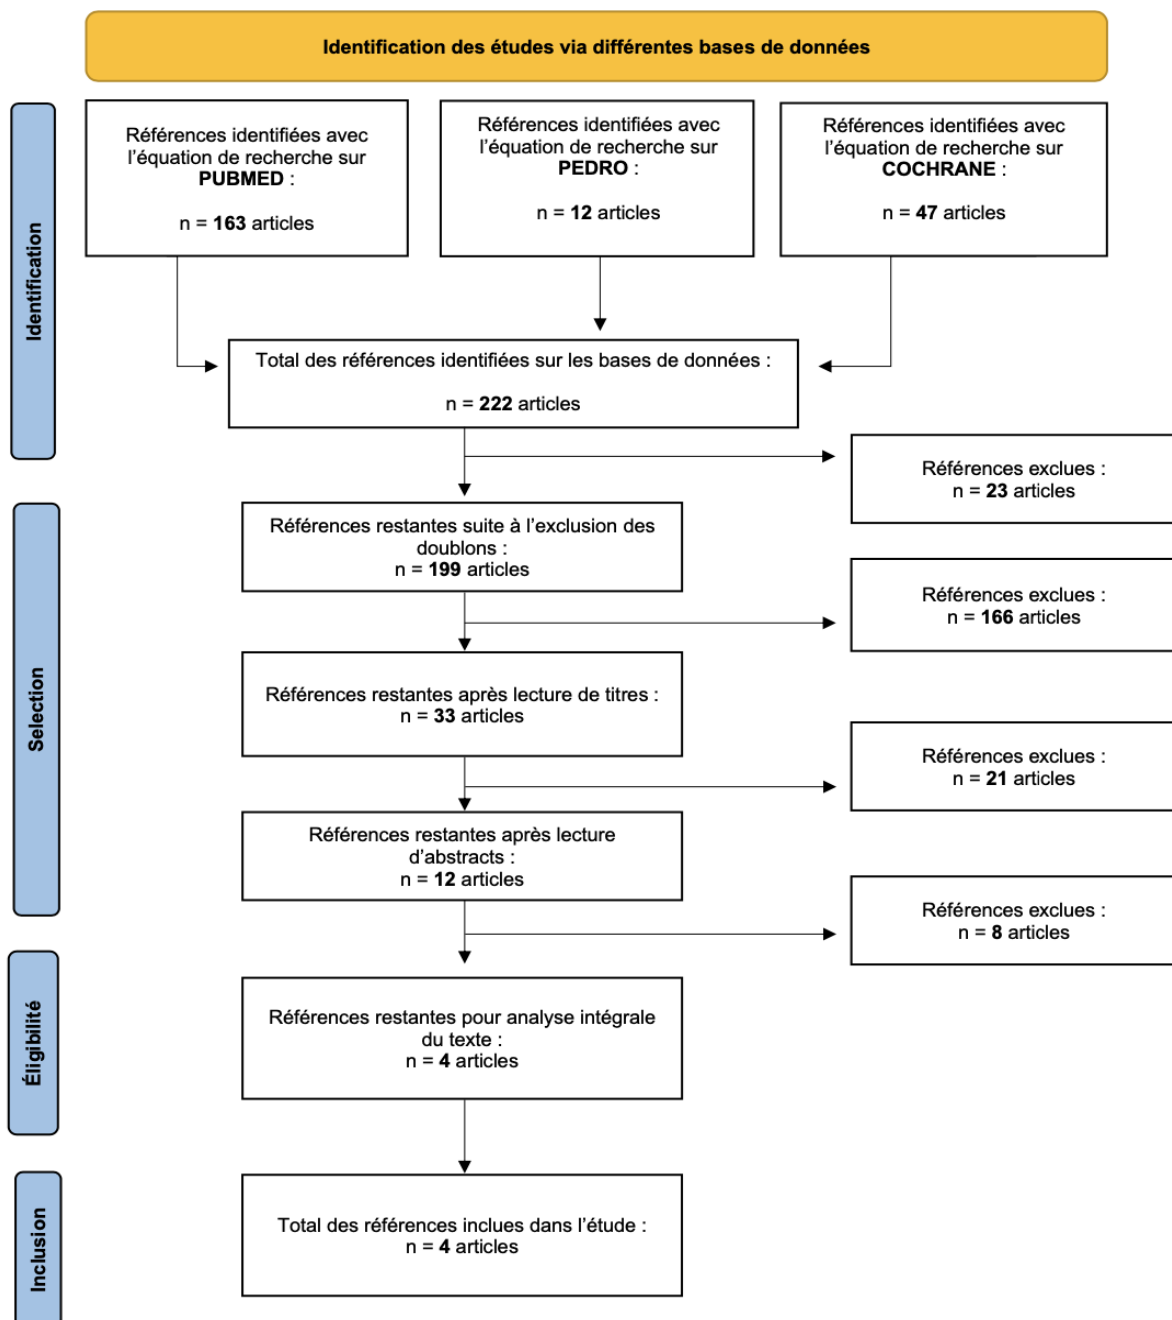 Identification des études via différentes bases de données
Identification
Références identifiées avec
l'équation de recherche sur
PUBMED :
n = 163 articles
Références identifiées avec
l'équation de recherche sur
PEDRO :
n = 12 articles
Références identifiées avec
l'équation de recherche sur
COCHRANE :
n = 47 articles
Total des références identifiées sur les bases de données :
n = 222 articles
Références exclues :
n = 23 articles
Selection
Références restantes suite à l'exclusion des
doublons :
n = 199 articles
Références exclues :
n = 166 articles
Références restantes après lecture de titres :
n = 33 articles
Références exclues :
n = 21 articles
Références restantes après lecture
d'abstracts :
n = 12 articles
Références exclues :
n = 8 articles
Éligibilité
Références restantes pour analyse intégrale
du texte :
n = 4 articles
Inclusion
Total des références inclues dans l'étude :
n = 4 articles